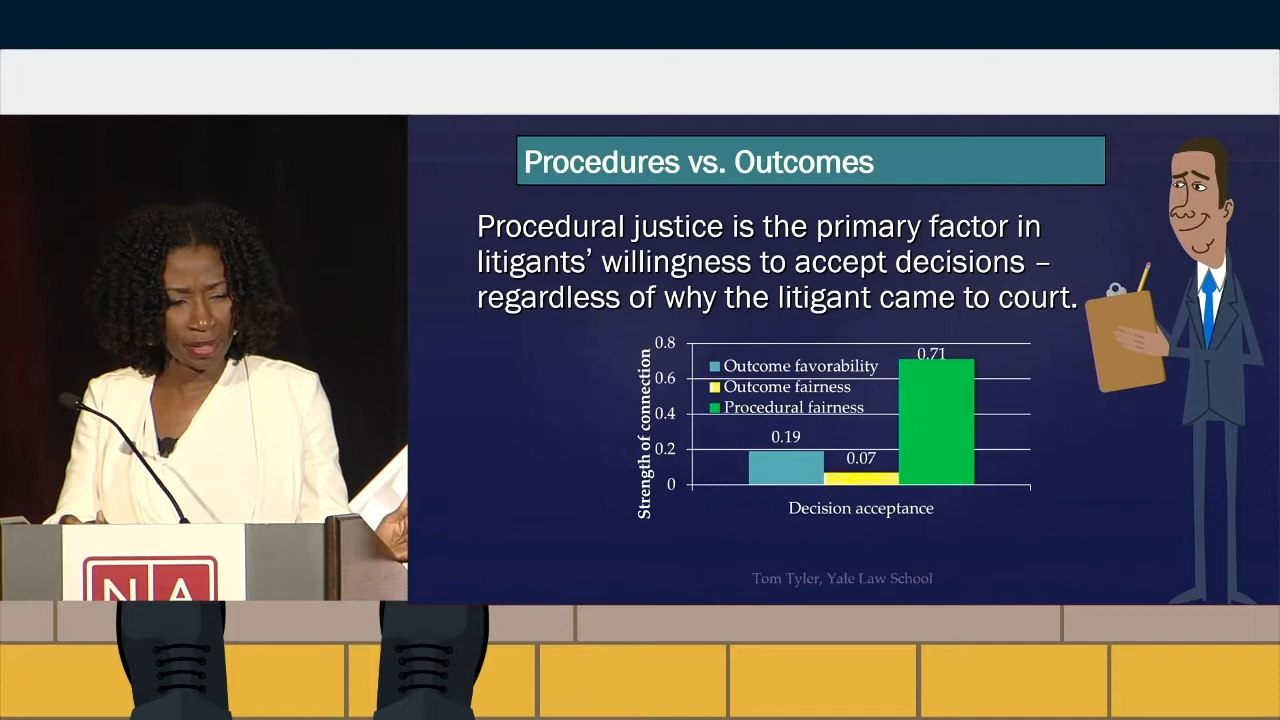 Procedures vs. Outcomes
Procedural justice is the primary factor in
litigants’ willingness to accept decisions –
regardless of why the litigant came to court.
Strength of connection
0.8
0.6
0.4
0.2
0
Outcome favorability
Outcome fairness
Procedural fairness
0.19
0.07
0.71
Decision acceptance
Tom Tyler, Yale Law School
N A